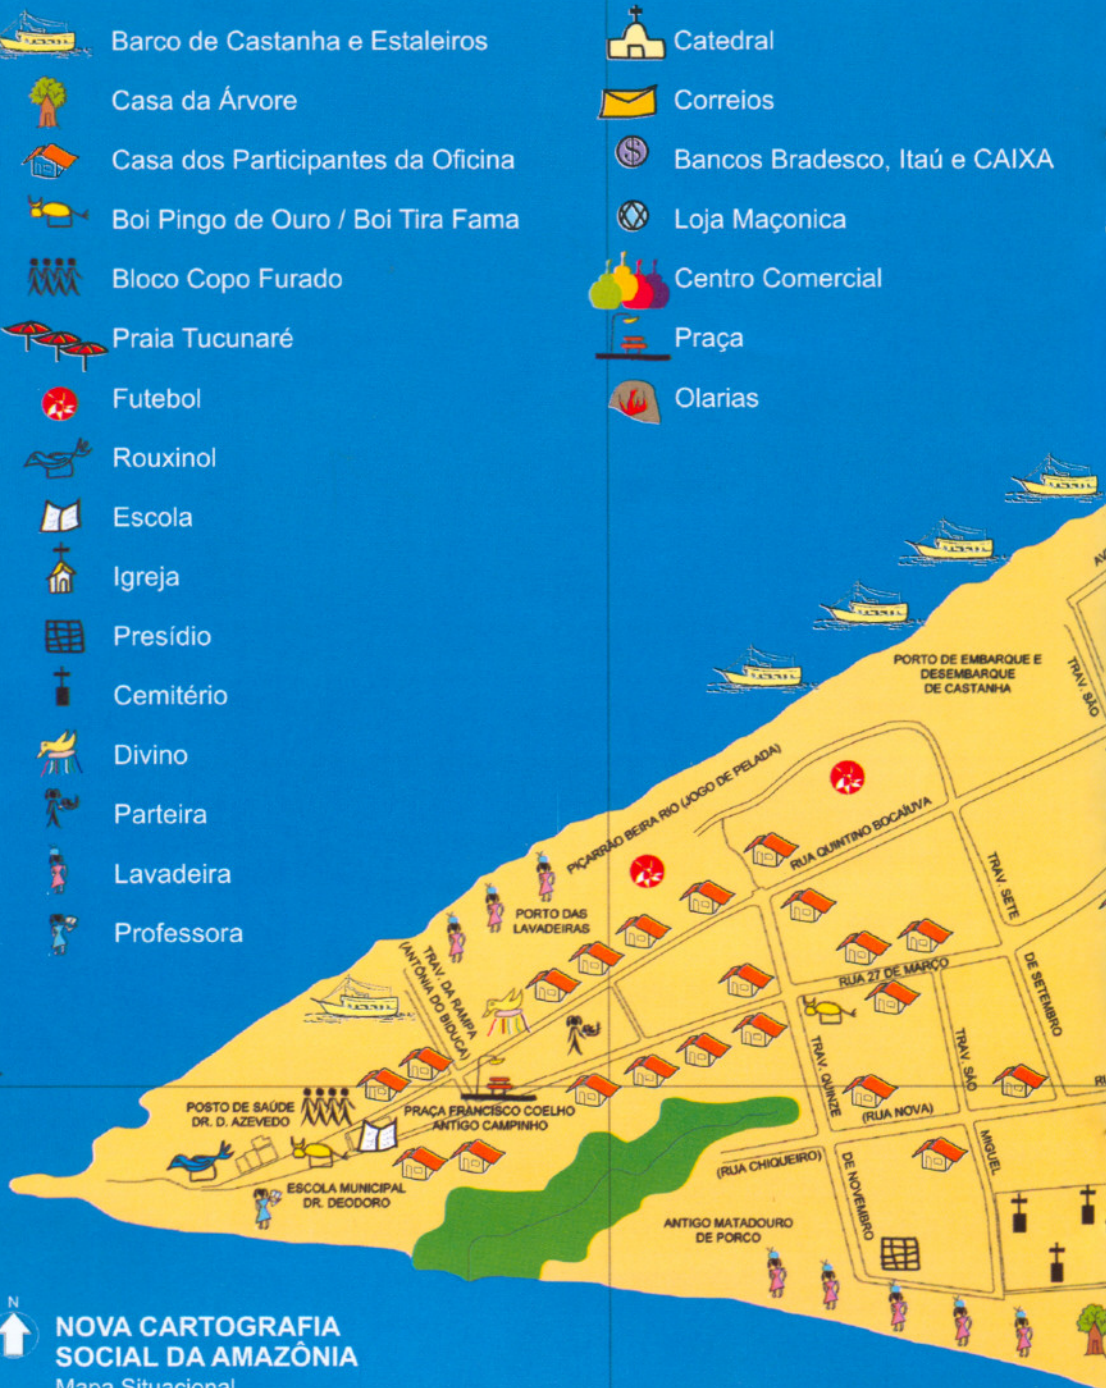 Barco de Castanha e Estaleiros
Casa da Árvore
Casa dos Participantes da Oficina
Boi Pingo de Ouro / Boi Tira Fama
Bloco Copo Furado
Praia Tucunaré
Futebol
Rouxinol
Escola
Igreja
Presídio
Cemitério
Divino
Parteira
Lavadeira
Professora
Catedral
Correios
$
Bancos Bradesco, Itaú e CAIXA
Loja Maçonica
Centro Comercial
Praça
Olarias
AV
PORTO DE EMBARQUE E
DESEMBARQUE
DE CASTANHA
TRAV. SÃO
PIÇARRÃO BEIRA RIO (JOGO DE PELADA)
RUA QUINTINO BOCAÍUVA
TRAV. SETE
DE SETEMBRO
PORTO DAS
LAVADEIRAS
TRAV. DA RAMPA
(ANTÔNIA DO BIDUCA)
RUA 27 DE MARÇO
TRAV. QUINZE
DE NOVEMBRO
TRAV. SÃO
MIGUEL
(RUA NOVA)
(RUA CHIQUEIRO)
POSTO DE SAÚDE
DR. D. AZEVEDO
PRAÇA FRANCISCO COELHO
ANTIGO CAMPINHO
ESCOLA MUNICIPAL
DR. DEODORO
ANTIGO MATADOURO
DE PORCO
N
NOVA CARTOGRAFIA
SOCIAL DA AMAZÔNIA
Mapa Situacional